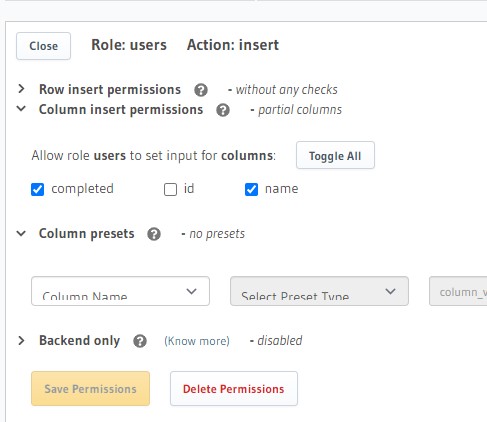 Close Role: users Action: insert
Row insert permissions ? - without any checks
Column insert permissions ? - partial columns
Allow role users to set input for columns: Toggle All
completed id name
Column presets ? - no presets
Column Name Select Preset Type column_v
Backend only ? (Know more) - disabled
Save Permissions Delete Permissions